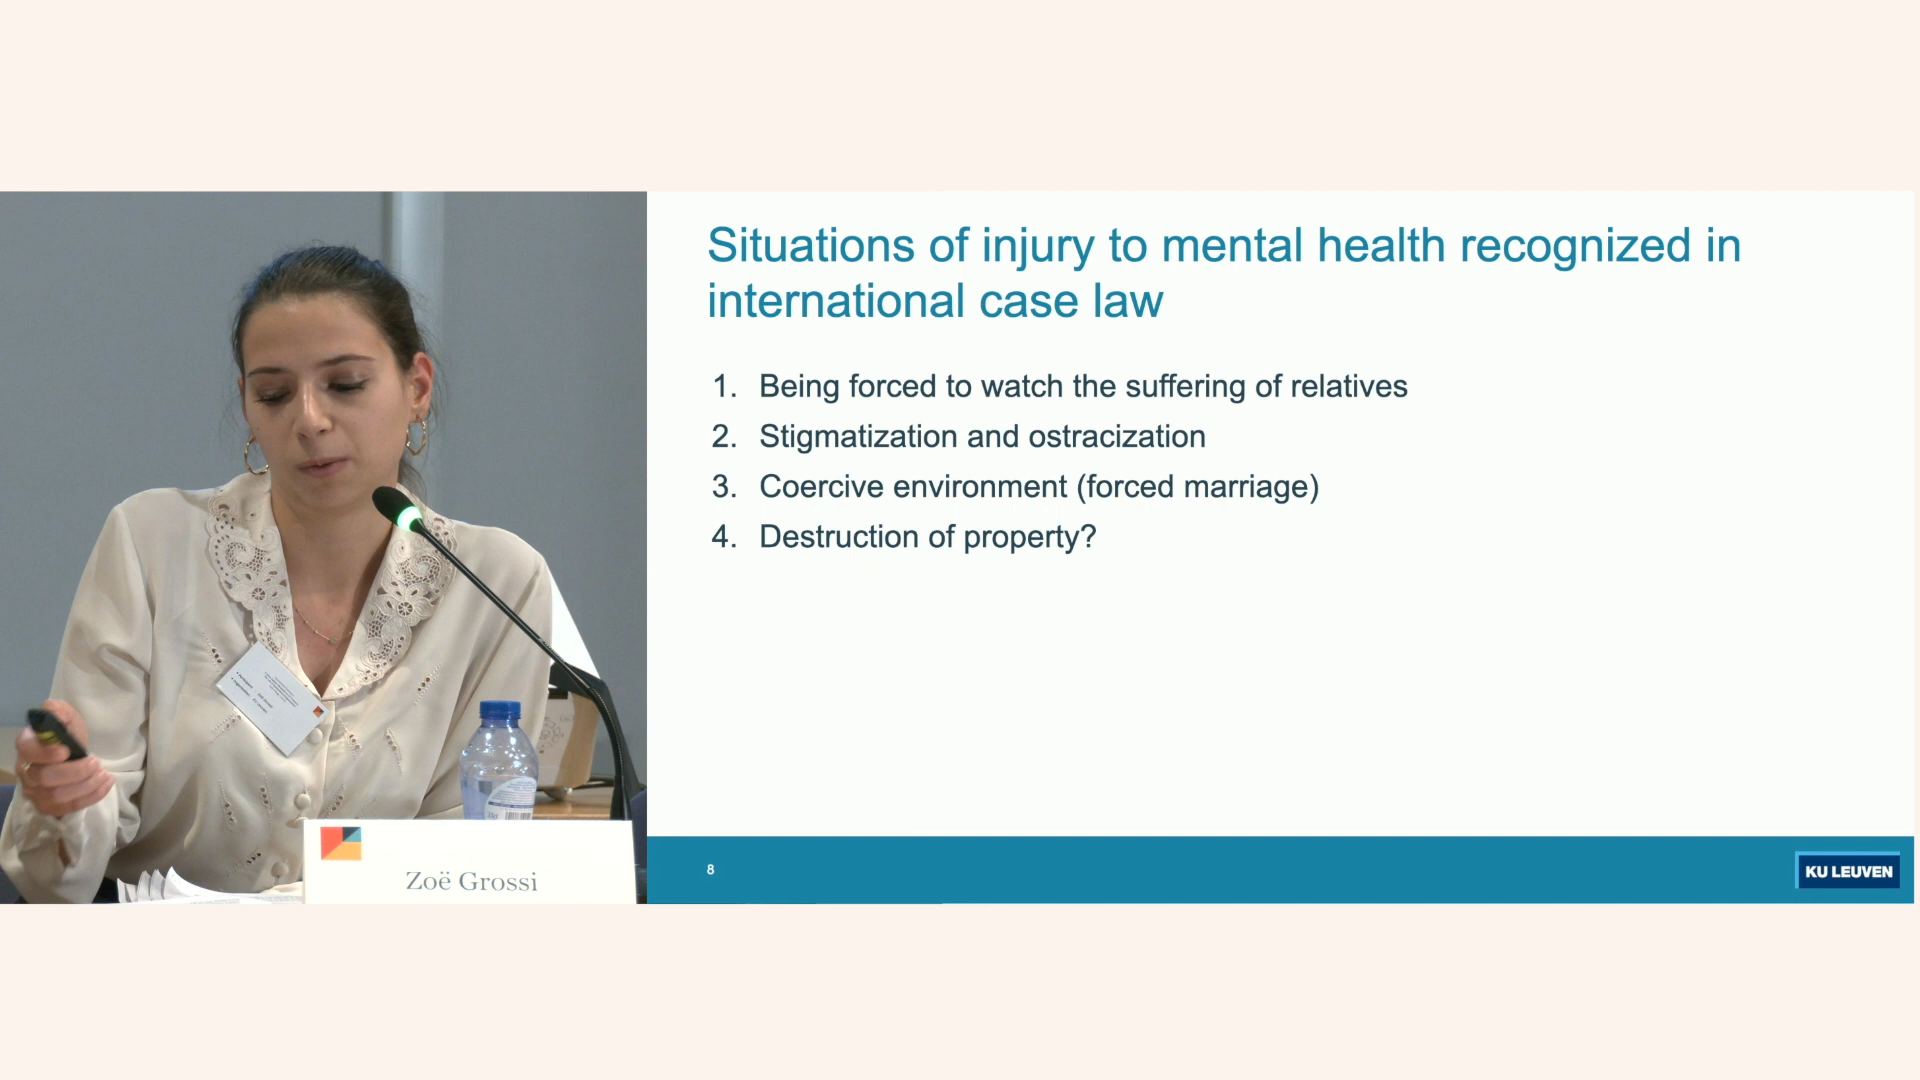 Situations of injury to mental health recognized in
international case law
1. Being forced to watch the suffering of relatives
2. Stigmatization and ostracization
3. Coercive environment (forced marriage)
4. Destruction of property?
8
KU LEUVEN
Zoë Grossi